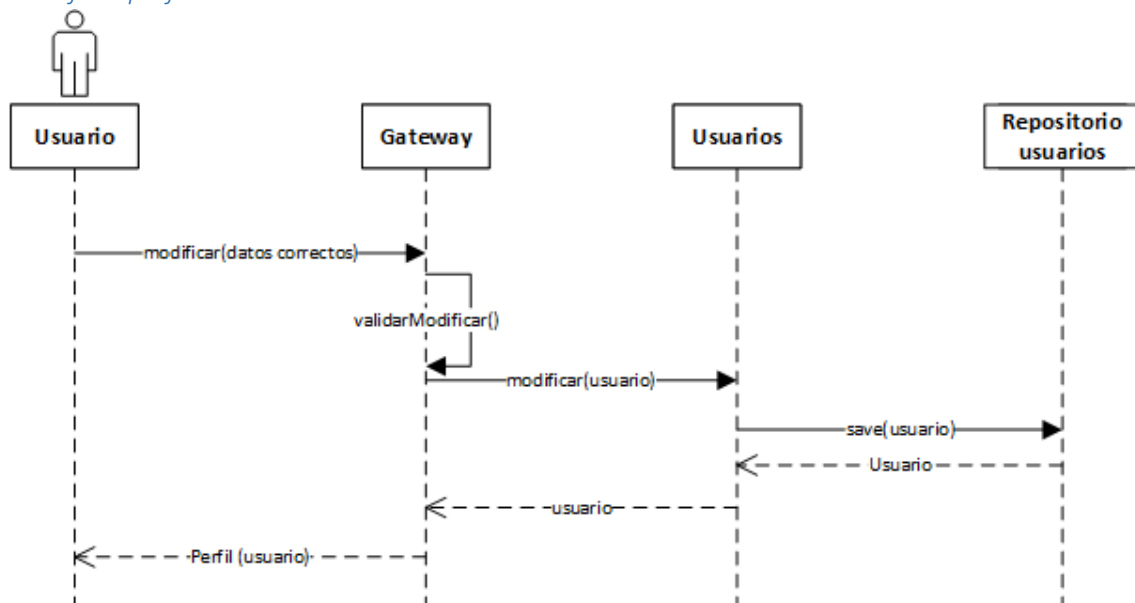 Usuario
Gateway
Usuarios
Repositorio
usuarios
modificar(datos correctos)
validarModificar()
modificar(usuario)
save(usuario)
Usuario
usuario
Perfil (usuario)